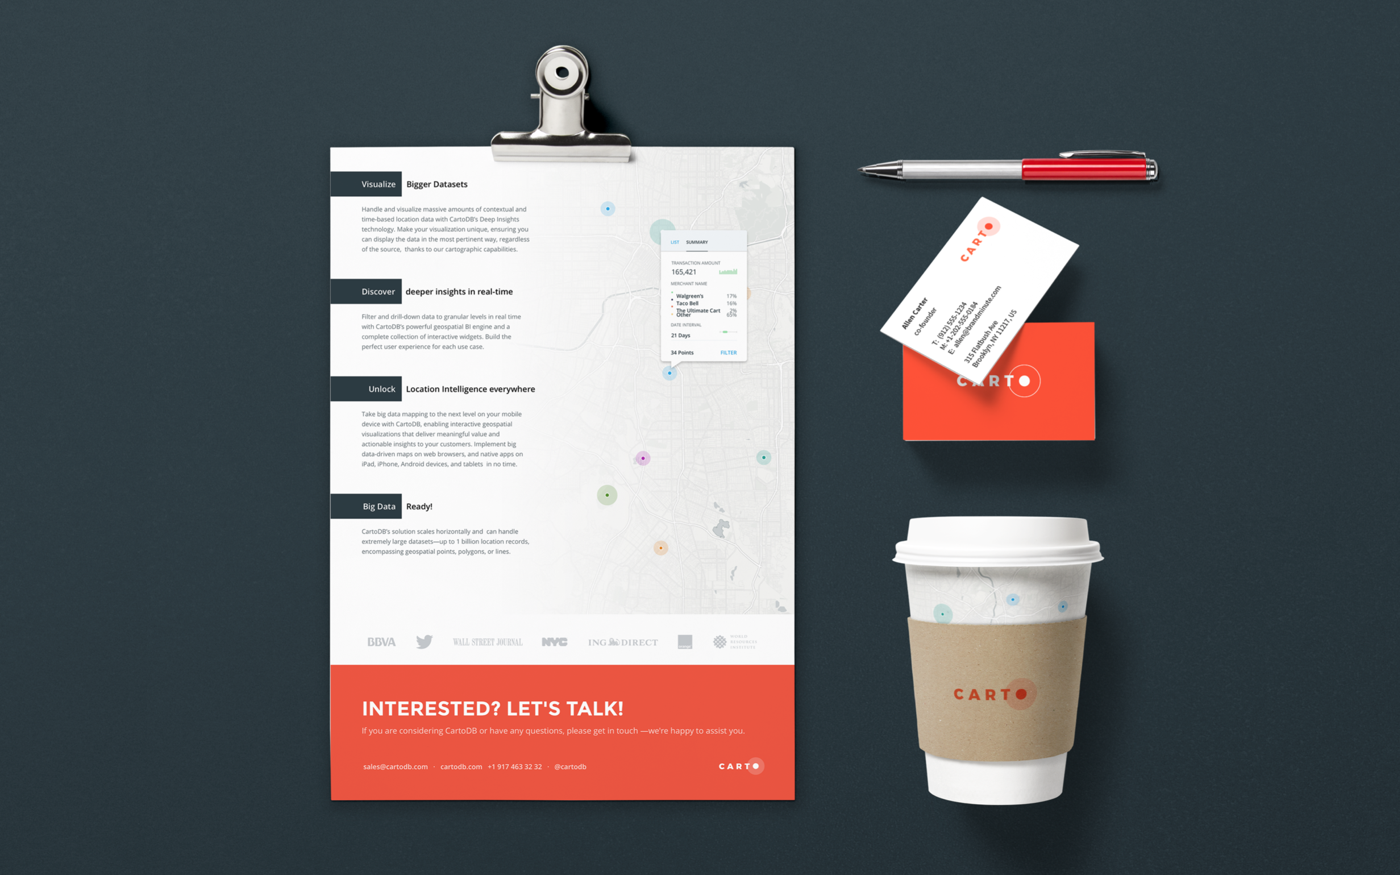 Visualize Bigger Datasets
Handle and visualize massive amounts of contextual and
time-based location data with CartoDB's Deep Insights
technology. Make your visualization unique, ensuring you
can display the data in the most pertinent way, regardless
of the source, thanks to our cartographic capabilities.
Discover deeper insights in real-time
Filter and drill-down data to granular levels in real time
with CartoDB's powerful geospatial BI engine and a
complete collection of interactive widgets. Build the
perfect user experience for each use case.
Unlock Location Intelligence everywhere
Take big data mapping to the next level on your mobile
device with CartoDB, enabling interactive geospatial
visualizations that deliver meaningful value and
actionable insights to your customers. Implement big
data-driven maps on web browsers, and native apps on
iPad, iPhone, Android devices, and tablets in no time.
Big Data Ready!
CartoDB's solution scales horizontally and can handle
extremely large datasets—up to 1 billion location records,
encompassing geospatial points, polygons, or lines.
LIST SUMMARY
TRANSACTION AMOUNT
165,421
MERCHANT NAME
Walgreen's 17%
Taco Bell 16%
The Ultimate Cart 2%
Other 65%
DATE INTERVAL
21 Days
34 Points FILTER
BBVA WALL STREET JOURNAL NYC ING DIRECT
INTERESTED? LET'S TALK!
If you are considering CartoDB or have any questions, please get in touch —we're happy to assist you.
sales@cartodb.com · cartodb.com +1 917 463 32 32 · @cartodb
CARTO
CARTO
Allen Carter
co-founder
T: (912) 555-1234
M: +1-202-555-0184
E: allen@brandminute.com
315 Flatbush Ave
Brooklyn, NY 11217, US
CARTO
CARTO